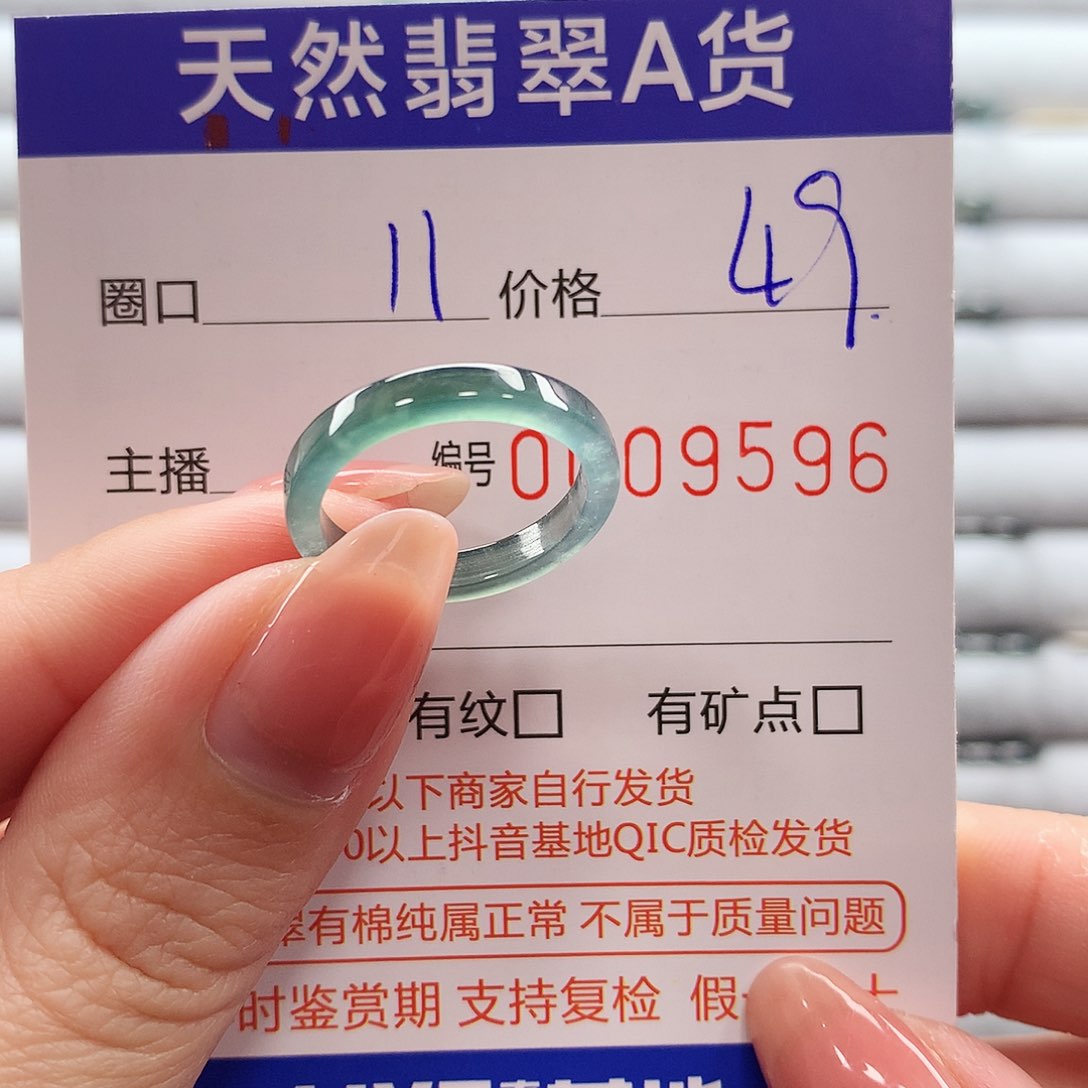 天然翡翠A货
圈口 11 价格 49.
主播 编号 0009596
有纹□ 有矿点□
以下商家自行发货
0以上抖音基地QIC质检发货
翠有棉纯属正常 不属于质量问题
时鉴赏期 支持复检 假一